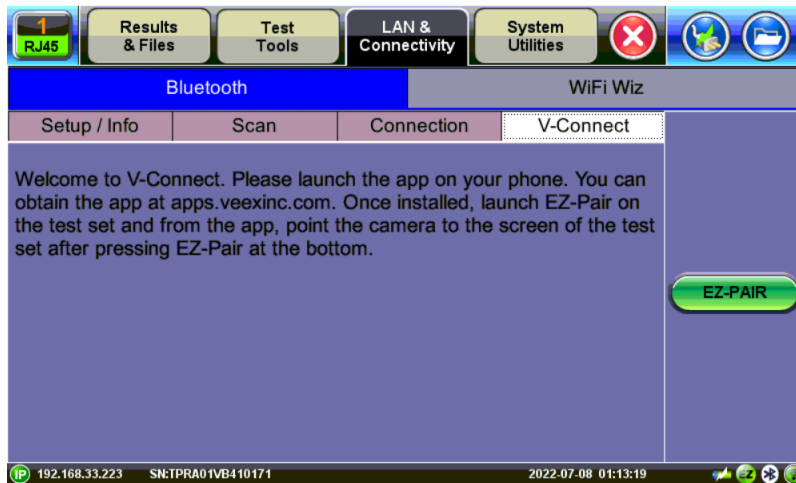 1
RJ45
Results
& Files
Test
Tools
LAN &
Connectivity
System
Utilities
Bluetooth
WiFi Wiz
Setup / Info
Scan
Connection
V-Connect
Welcome to V-Connect. Please launch the app on your phone. You can
obtain the app at apps.veexinc.com. Once installed, launch EZ-Pair on
the test set and from the app, point the camera to the screen of the test
set after pressing EZ-Pair at the bottom.
EZ-PAIR
IP 192.168.33.223 SN:TPRA01VB410171 2022-07-08 01:13:19 EZ